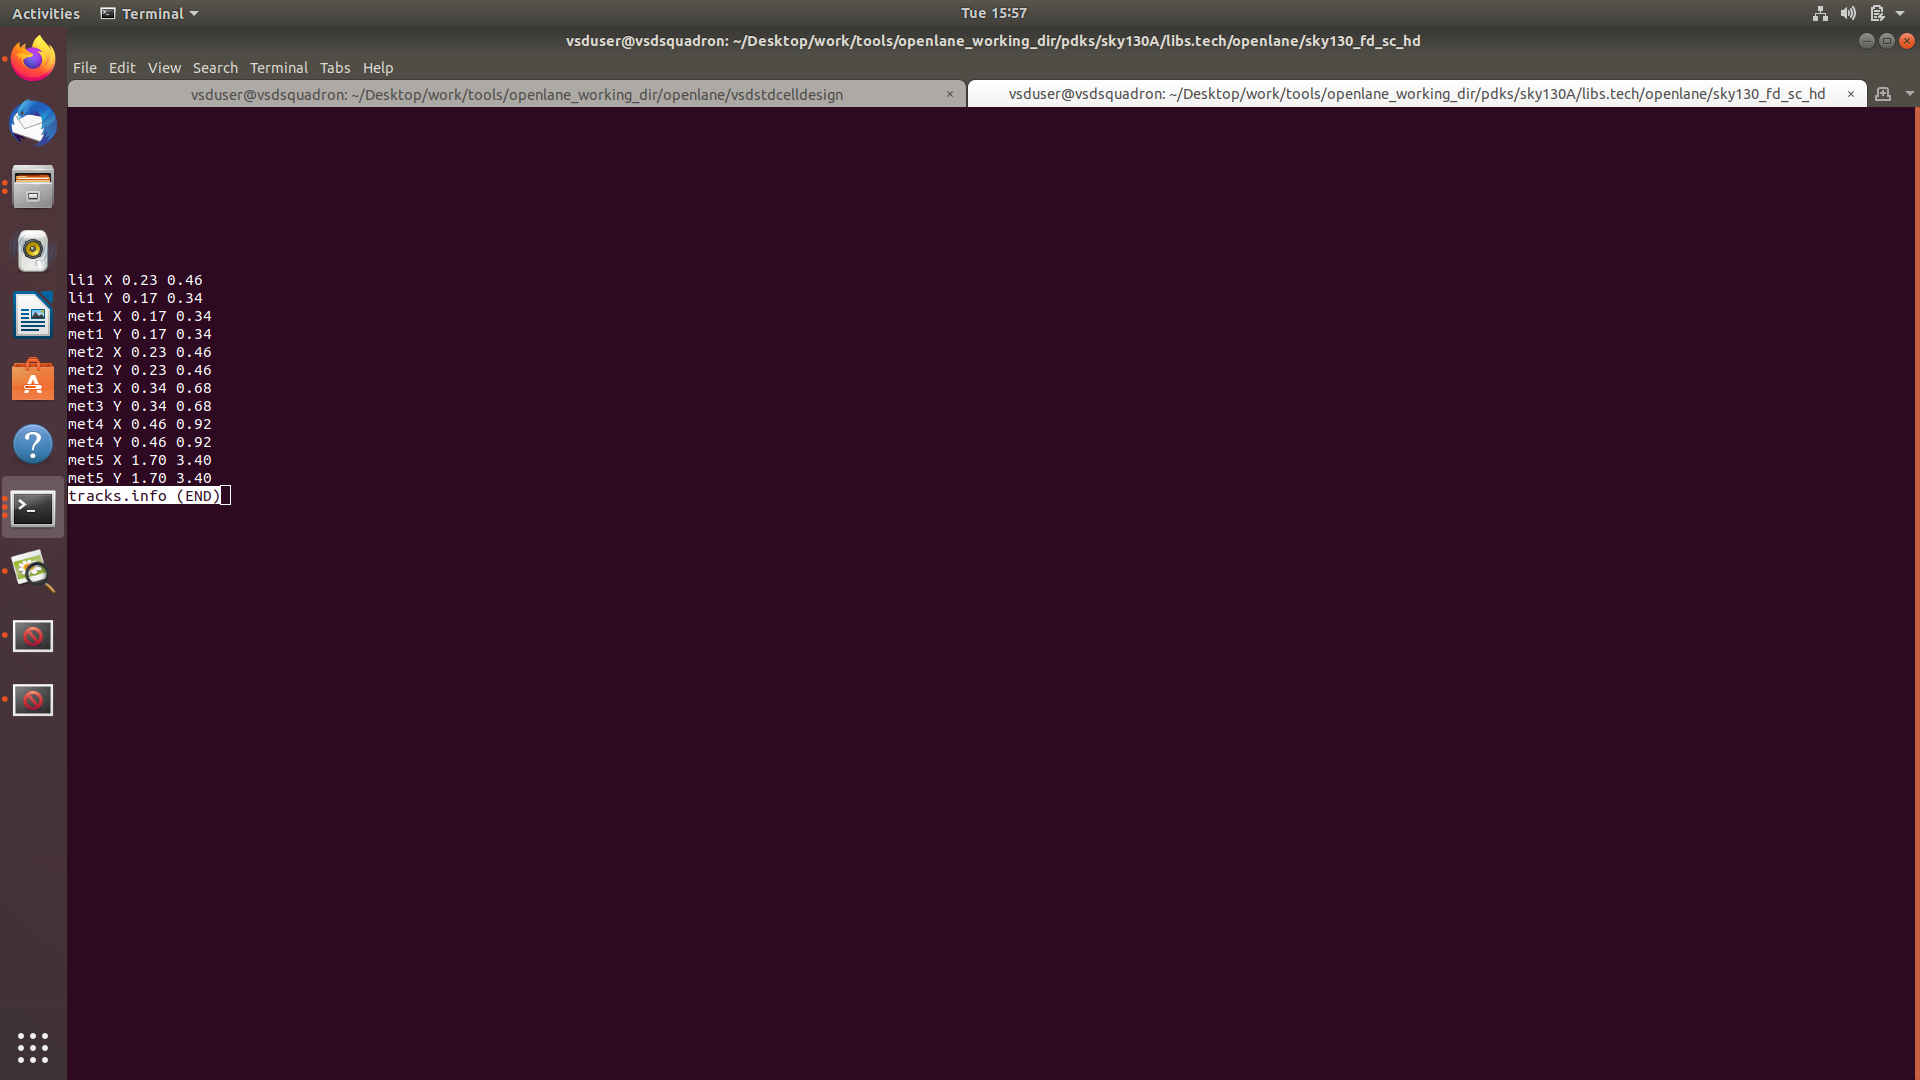 Activities Terminal Tue 15:57
vsduser@vsdsquadron: ~/Desktop/work/tools/openlane_working_dir/pdks/sky130A/libs.tech/openlane/sky130_fd_sc_hd
File Edit View Search Terminal Tabs Help
vsduser@vsdsquadron: ~/Desktop/work/tools/openlane_working_dir/openlane/vsdstdcelldesign × vsduser@vsdsquadron: ~/Desktop/work/tools/openlane_working_dir/pdks/sky130A/libs.tech/openlane/sky130_fd_sc_hd ×
li1 X 0.23 0.46
li1 Y 0.17 0.34
met1 X 0.17 0.34
met1 Y 0.17 0.34
met2 X 0.23 0.46
met2 Y 0.23 0.46
met3 X 0.34 0.68
met3 Y 0.34 0.68
met4 X 0.46 0.92
met4 Y 0.46 0.92
met5 X 1.70 3.40
met5 Y 1.70 3.40
tracks.info (END)